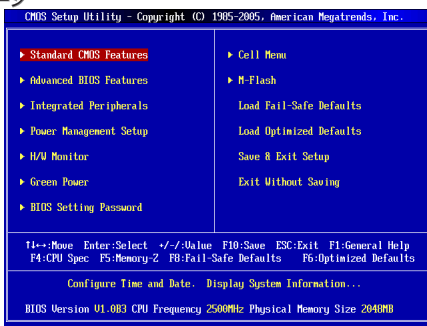 CMOS Setup Utility - Copyright (C) 1985-2005, American Megatrends, Inc.
▶ Standard CMOS Features
▶ Advanced BIOS Features
▶ Integrated Peripherals
▶ Power Management Setup
▶ H/W Monitor
▶ Green Power
▶ BIOS Setting Password
▶ Cell Menu
▶ M-Flash
Load Fail-Safe Defaults
Load Optimized Defaults
Save & Exit Setup
Exit Without Saving
↑↓←→:Move Enter:Select +/-/:Value F10:Save ESC:Exit F1:General Help
F4:CPU Spec F5:Memory-Z F8:Fail-Safe Defaults F6:Optimized Defaults
Configure Time and Date. Display System Information...
BIOS Version V1.0B3 CPU Frequency 2500MHz Physical Memory Size 2048MB